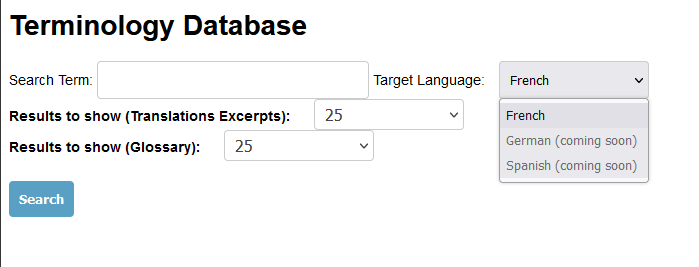 Terminology Database
Search Term: Target Language: French
French
German (coming soon)
Spanish (coming soon)
Results to show (Translations Excerpts): 25
Results to show (Glossary): 25
Search